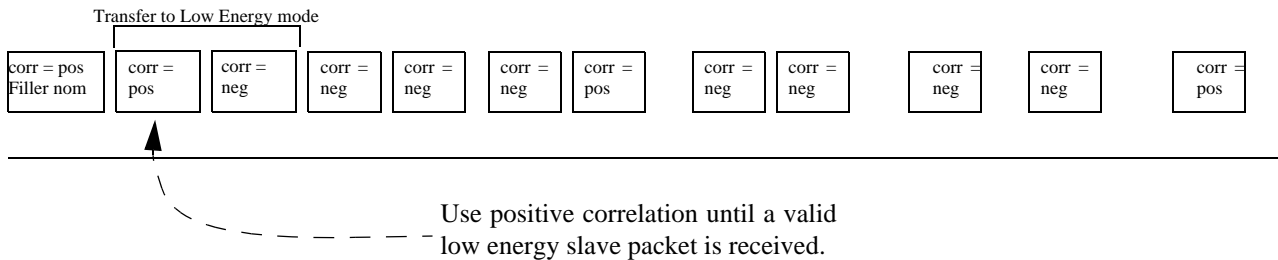 Transfer to Low Energy mode
corr = pos
Filler nom
corr =
pos
corr =
neg
corr =
neg
corr =
neg
corr =
neg
corr =
pos
corr =
neg
corr =
neg
corr =
neg
corr =
neg
corr =
pos
Use positive correlation until a valid
low energy slave packet is received.